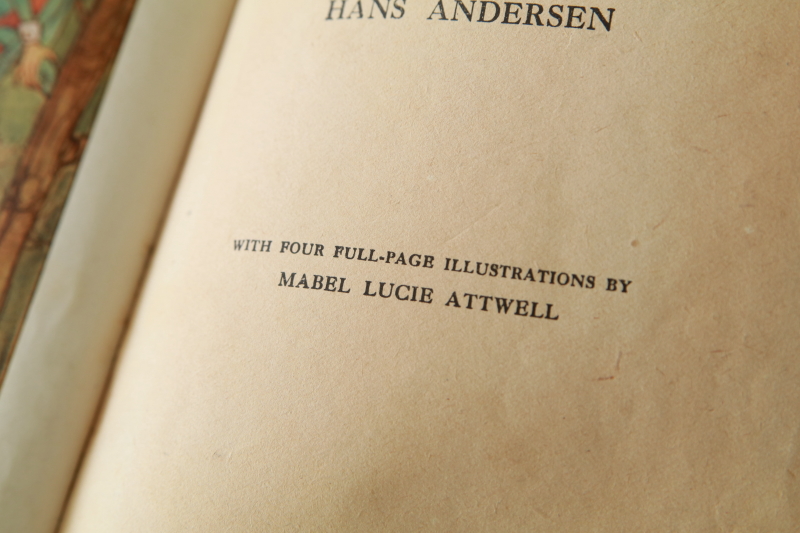 HANS ANDERSEN
WITH FOUR FULL-PAGE ILLUSTRATIONS BY
MABEL LUCIE ATTWELL